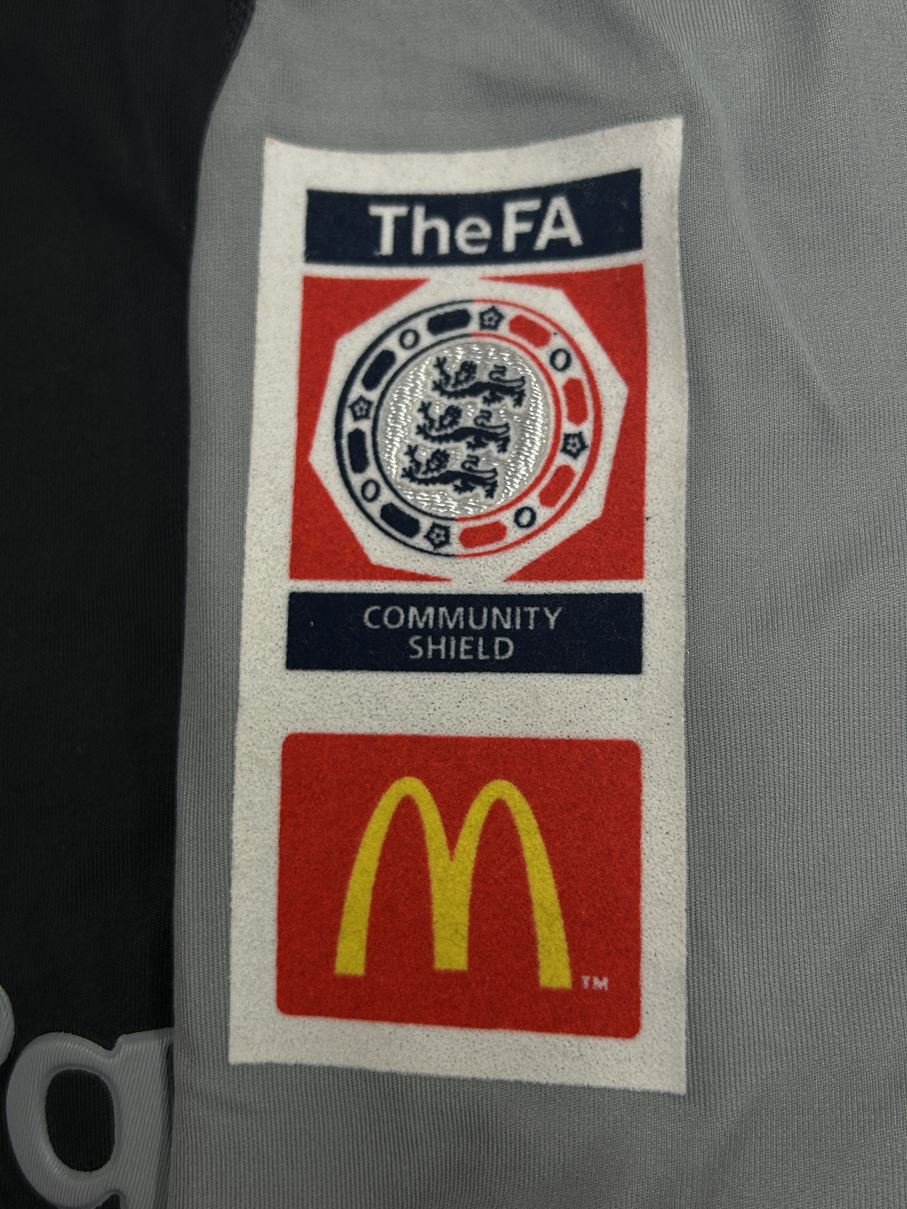 The FA
COMMUNITY
SHIELD
TM